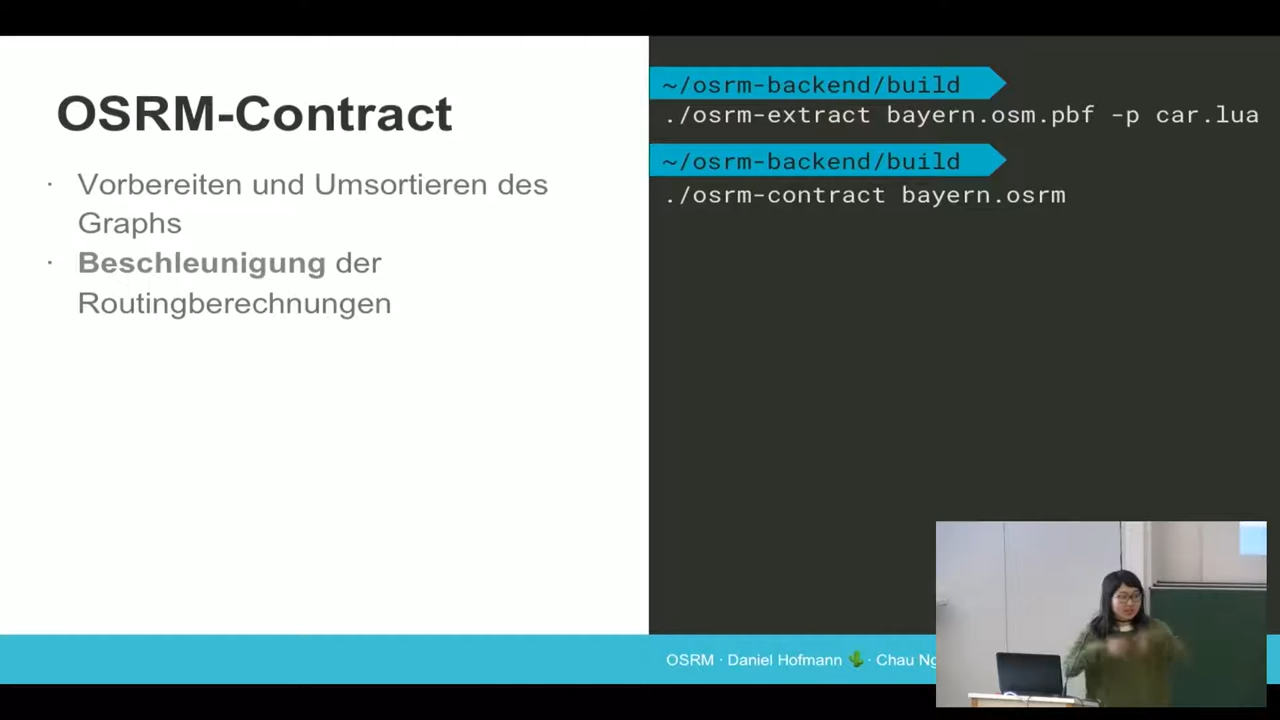 OSRM-Contract
· Vorbereiten und Umsortieren des
Graphs
· Beschleunigung der
Routingberechnungen
~/osrm-backend/build
./osrm-extract bayern.osm.pbf -p car.lua
~/osrm-backend/build
./osrm-contract bayern.osrm
OSRM · Daniel Hofmann 🌵 · Chau